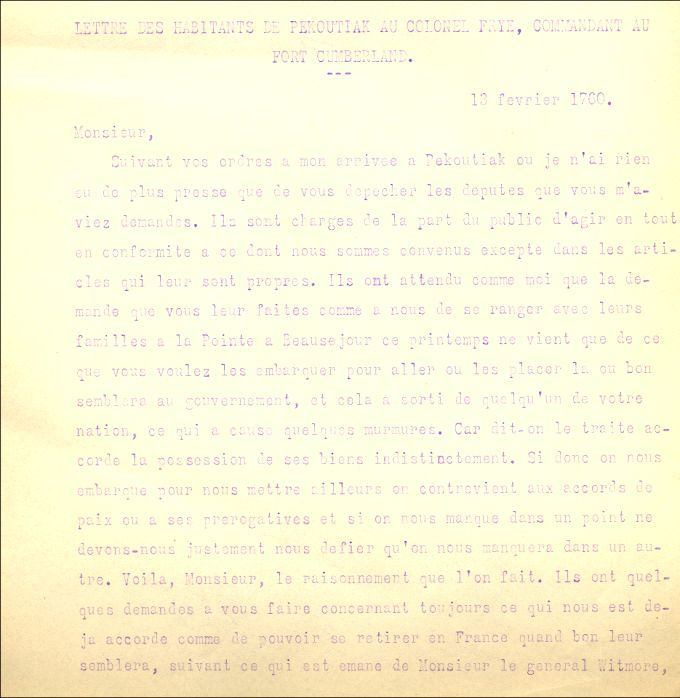 LETTRE DES HABITANTS DE PEKOUTIAK AU COLONEL FRYE, COMMANDANT AU
FORT CUMBERLAND.
---
13 fevrier 1760.
Monsieur,
Suivant vos ordres a mon arrivee a Pekoutiak ou je n'ai rien
eu de plus presse que de vous depecher les deputes que vous m'a-
viez demandes. Ils sont charges de la part du public d'agir en tout
en conformite a ce dont nous sommes convenus excepte dans les arti-
cles qui leur sont propres. Ils ont attendu comme moi que la de-
mande que vous leur faites comme a nous de se ranger avec leurs
familles a la Pointe a Beausejour ce printemps ne vient que de ce
que vous voulez les embarquer pour aller ou les placer la ou bon
semblera au gouvernement, et cela a sorti de quelqu'un de votre
nation, ce qui a cause quelques murmures. Car dit-on le traite ac-
corde la possession de ses biens indistinctement. Si donc on nous
embarque pour nous mettre ailleurs on contrevient aux accords de
paix ou a ses prerogatives et si on nous manque dans un point ne
devons-nous justement nous defier qu'on nous manquera dans un au-
tre. Voila, Monsieur, le raisonnement que l'on fait. Ils ont quel-
ques demandes a vous faire concernant toujours ce qui nous est de-
ja accorde comme de pouvoir se retirer en France quand bon leur
semblera, suivant ce qui est emane de Monsieur le general Witmore,